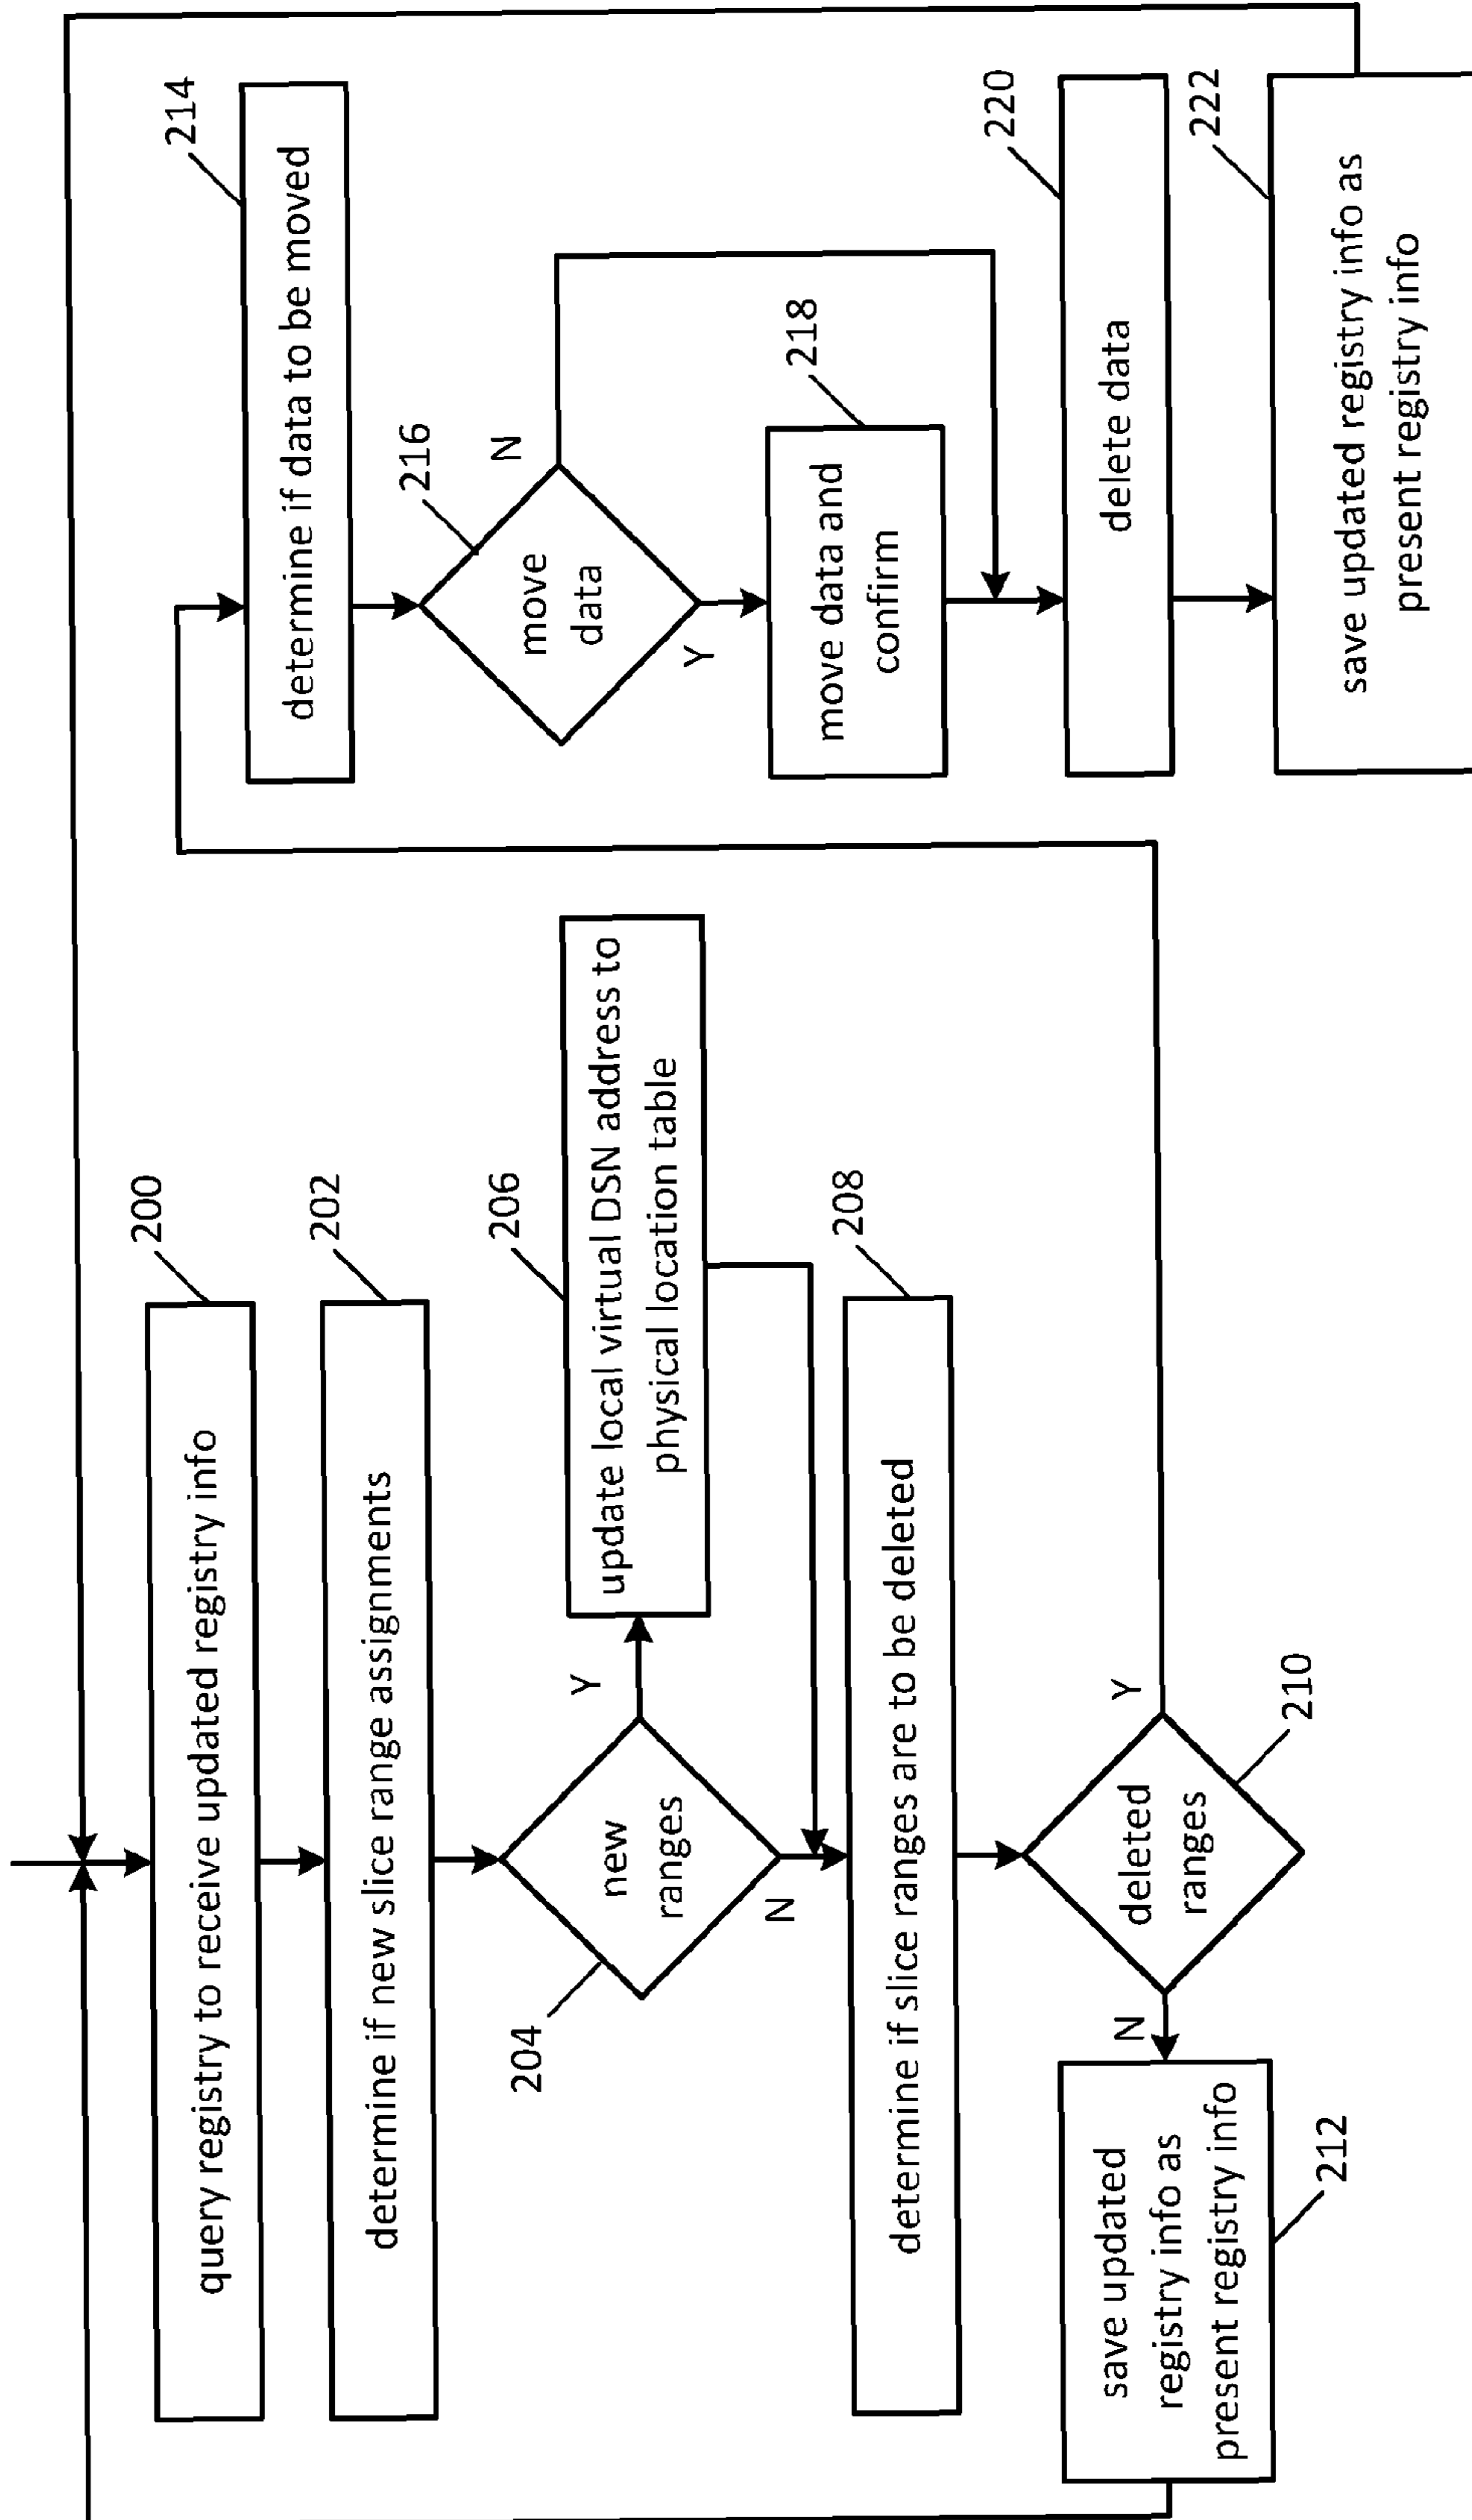 200
query registry to receive updated registry info
202
determine if new slice range assignments
204
new
ranges
Y
N
206
update local virtual DSN address to
physical location table
208
determine if slice ranges are to be deleted
210
deleted
ranges
N
Y
212
save updated
registry info as
present registry info
214
determine if data to be moved
216
move
data
N
Y
218
move data and
confirm
220
delete data
222
save updated registry info as
present registry info